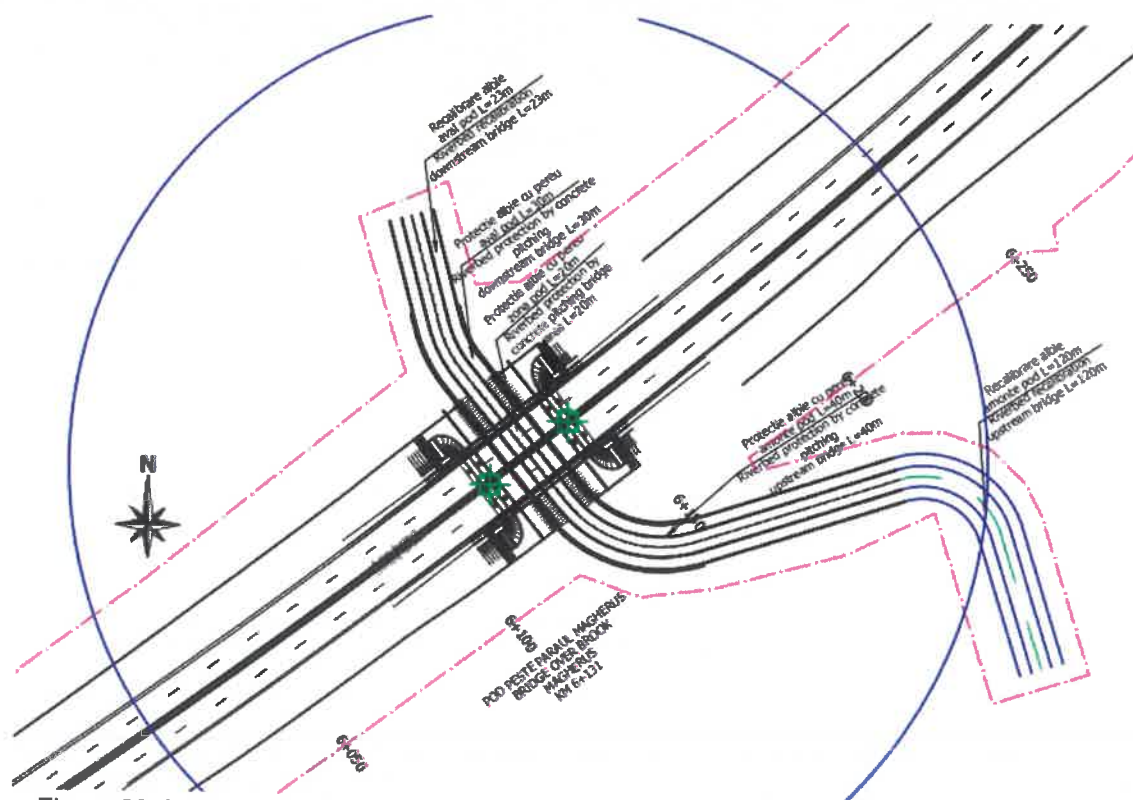 Recalibrare albie
aval pod L=23m
Riverbed recalibration
downstream bridge L=23m
Protectie albie cu pereu
aval pod L=30m
Riverbed protection by concrete
pitching
downstream bridge L=30m
Protectie albie cu pereu
zona pod L=20m
Riverbed protection by
concrete pitching bridge
area L=20m
6+250
Recalibrare albie
amonte pod L=120m
Riverbed recalibration
upstream bridge L=120m
Protectie albie cu pereu
amonte pod L=40m
Riverbed protection by concrete
pitching
upstream bridge L=40m
N
6+100
POD PESTE PARAUL MAGHERUS
BRIDGE OVER BROOK
MAGHERUS
KM 6+131
6+050